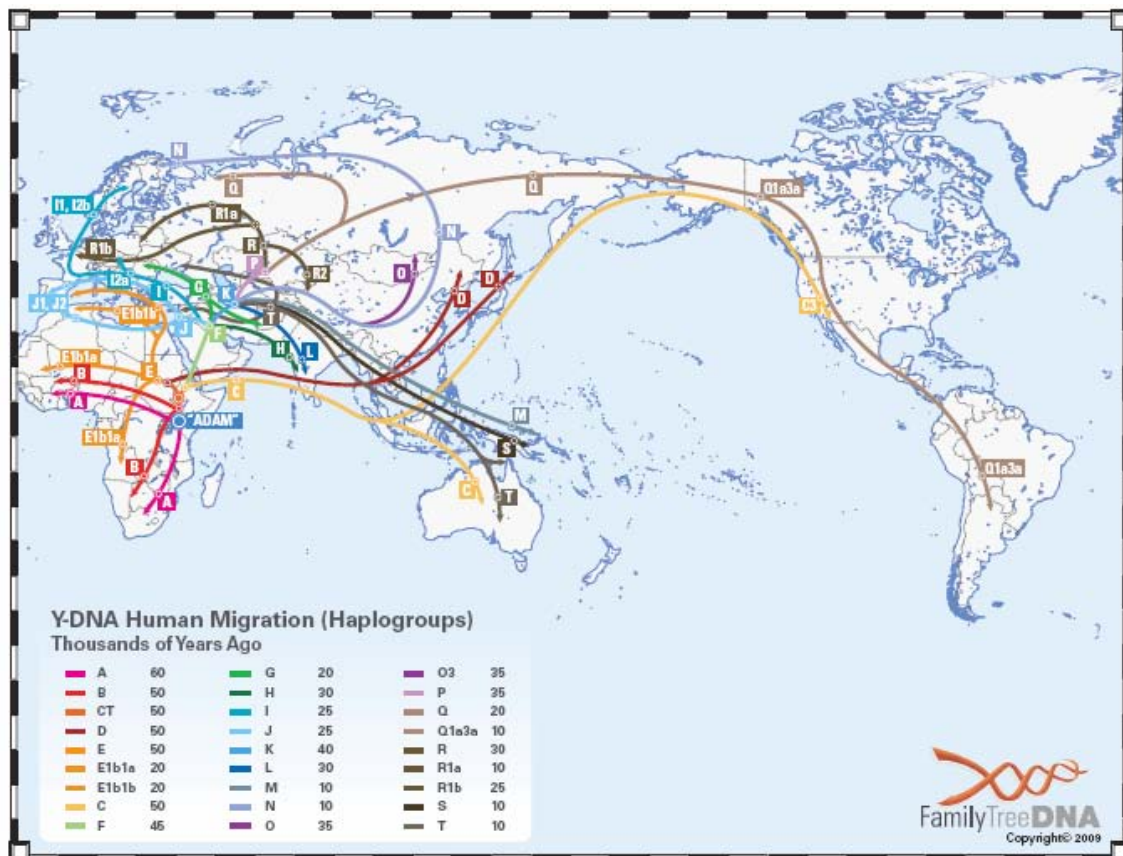 N
Q
Q
Q1a3a
I1, I2b
R1a
R1b
R
N
P
O
R2
D
D
I2a
G
I
K
J1, J2
E1b1b
J
T
C3
F
H
L
E1b1a
E
B
C
A
M
"ADAM"
E1b1a
S
B
Q1a3a
C
A
T
Y-DNA Human Migration (Haplogroups)
Thousands of Years Ago
A 60
B 50
CT 50
D 50
E 50
E1b1a 20
E1b1b 20
C 50
F 45
G 20
H 30
I 25
J 25
K 40
L 30
M 10
N 10
O 35
O3 35
P 35
Q 20
Q1a3a 10
R 30
R1a 10
R1b 25
S 10
T 10
FamilyTreeDNA
Copyright© 2009